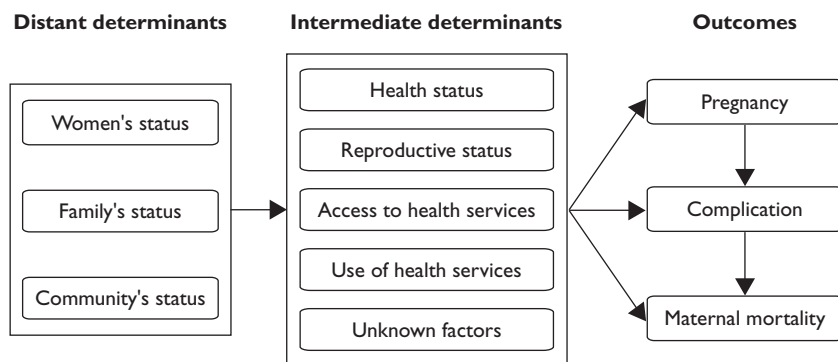 Distant determinants
Intermediate determinants
Outcomes
Women's status
Family's status
Community's status
Health status
Reproductive status
Access to health services
Use of health services
Unknown factors
Pregnancy
Complication
Maternal mortality